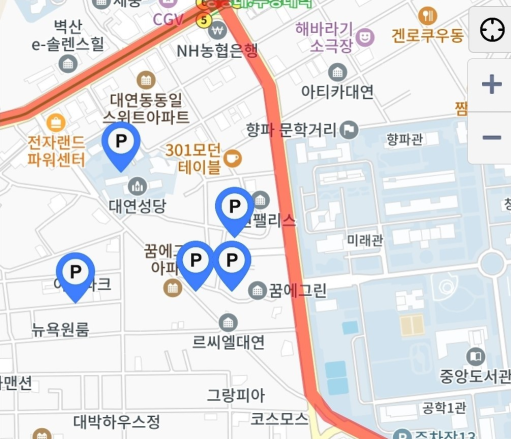 벽산
e-솔렌스힐
CGV
5
NH농협은행
해바라기
소극장
겐로쿠우동
아티카대연
대연동동일
스위트아파트
전자랜드
파워센터
P
301모던
테이블
향파 문학거리
향파관
대연성당
P
팰리스
미래관
꿈에그
아파
P
P
꿈에그린
P
파크
뉴욕원룸
르씨엘대연
맨션
그랑피아
중앙도서관
공학1관
대박하우스정
코스모스
P
주차장13
+
−